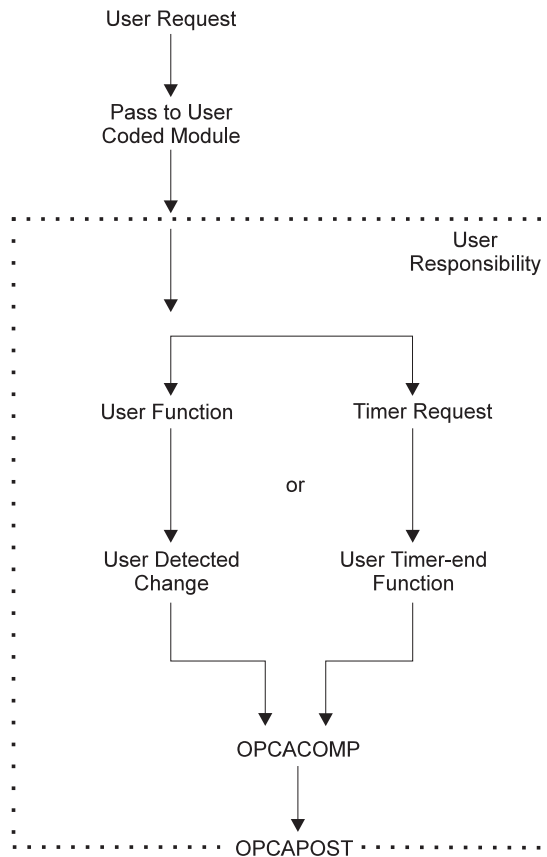 User Request
Pass to User
Coded Module
User
Responsibility
User Function
Timer Request
or
User Detected
Change
User Timer-end
Function
OPCACOMP
OPCAPOST